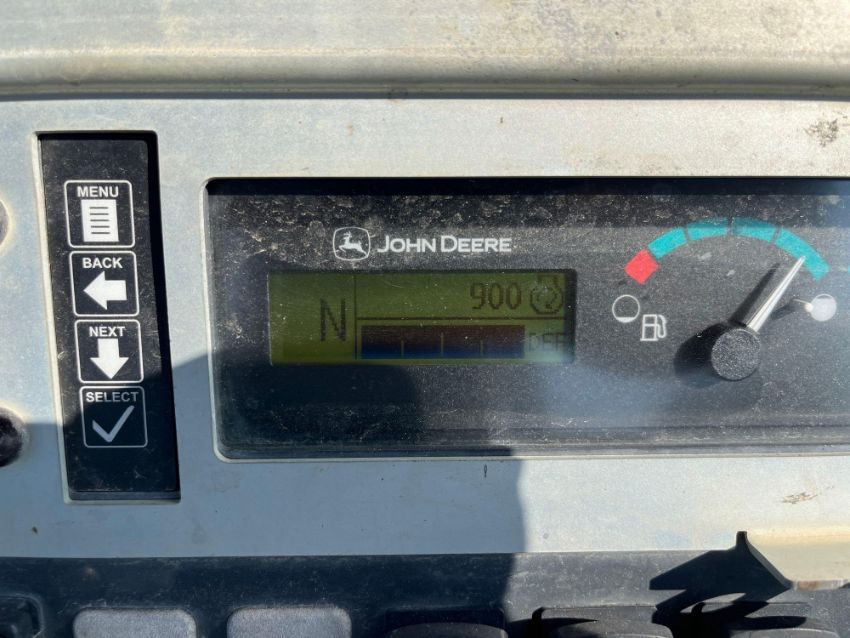 MENU
BACK
NEXT
SELECT
JOHN DEERE
N
900
DEF